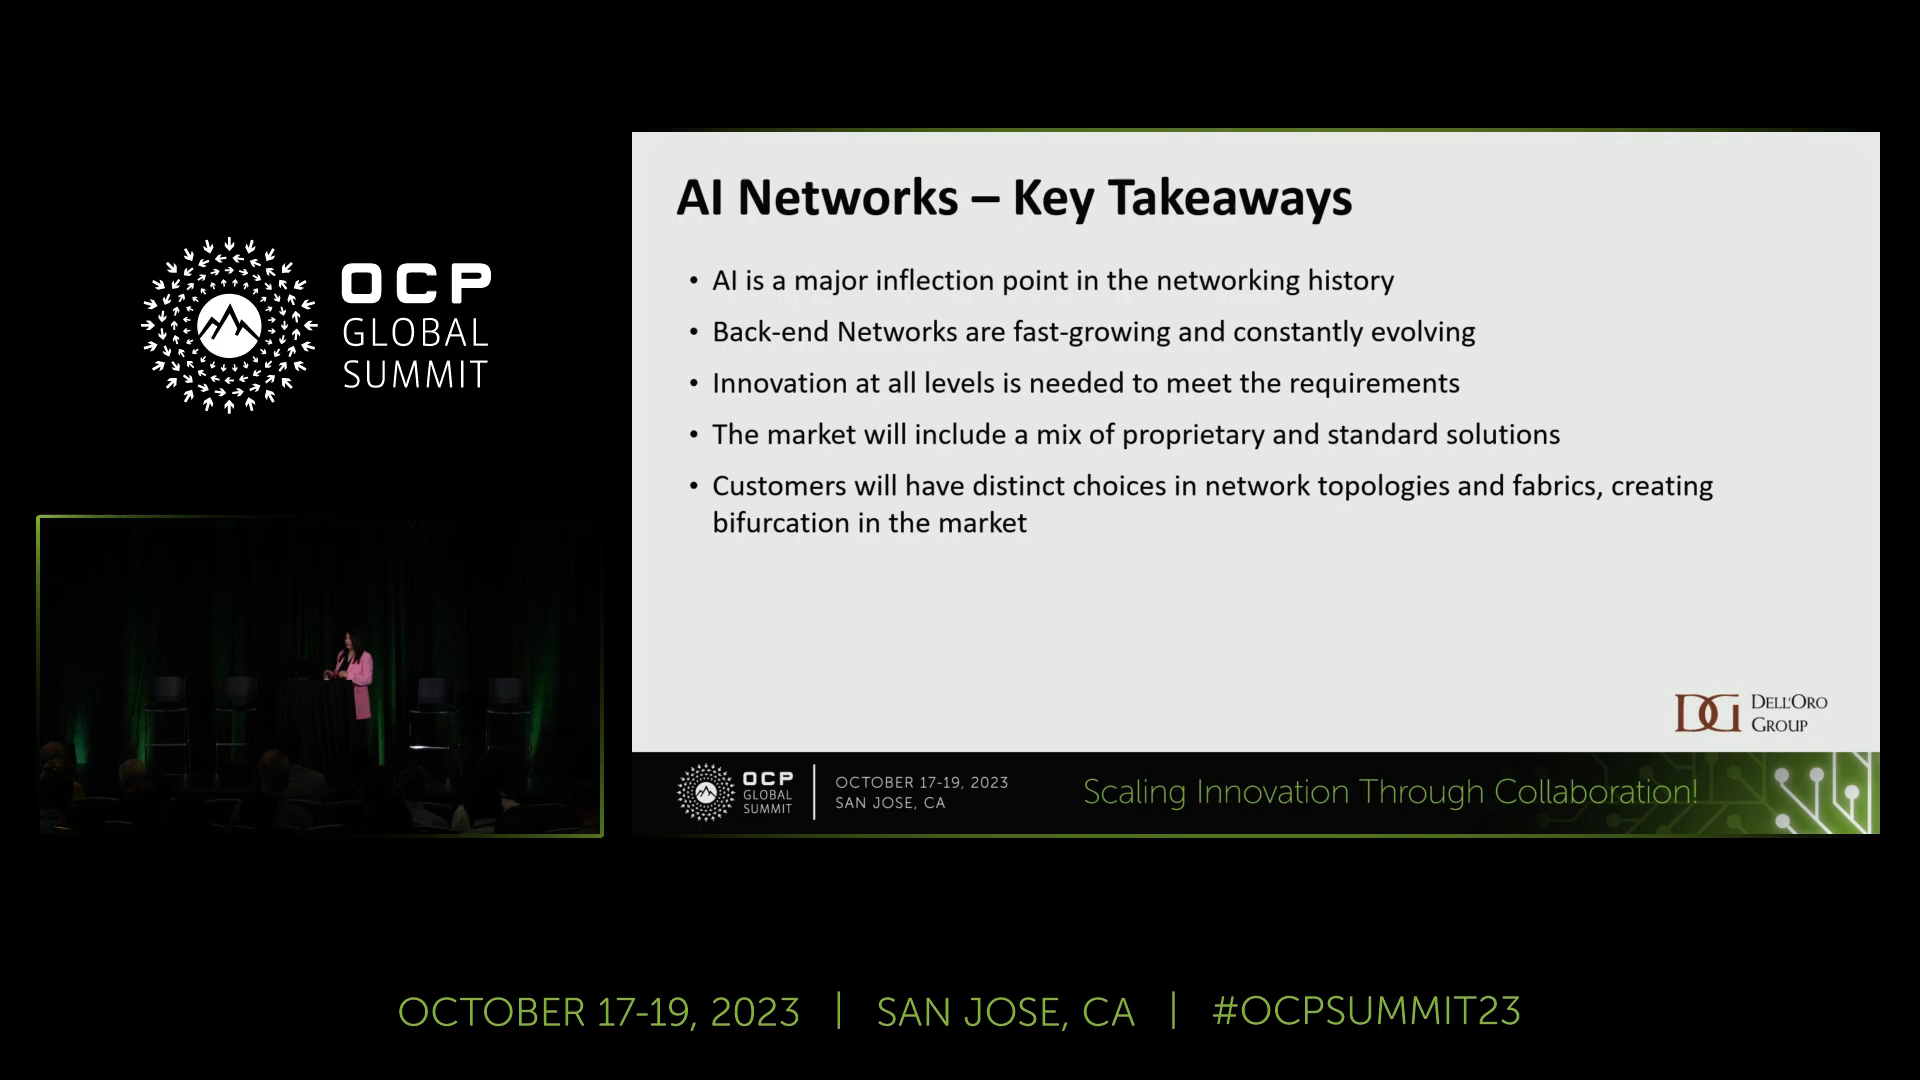 OCP
GLOBAL
SUMMIT
AI Networks – Key Takeaways
• AI is a major inflection point in the networking history
• Back-end Networks are fast-growing and constantly evolving
• Innovation at all levels is needed to meet the requirements
• The market will include a mix of proprietary and standard solutions
• Customers will have distinct choices in network topologies and fabrics, creating
bifurcation in the market
DG DELL'ORO
GROUP
OCP
GLOBAL
SUMMIT
OCTOBER 17-19, 2023
SAN JOSE, CA
Scaling Innovation Through Collaboration!
OCTOBER 17-19, 2023 | SAN JOSE, CA | #OCPSUMMIT23